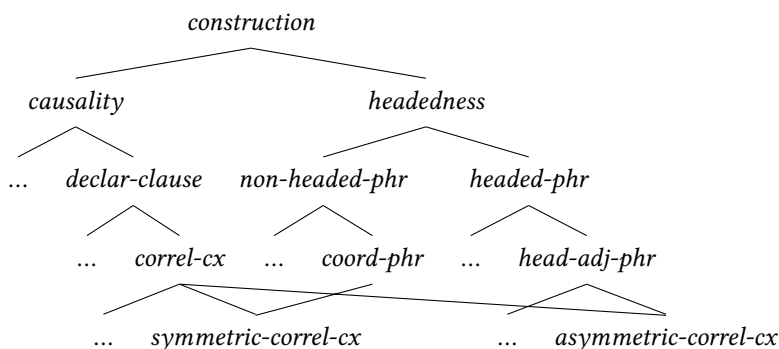 construction
causality headedness
... declar-clause non-headed-phr headed-phr
... correl-cx ... coord-phr ... head-adj-phr
... symmetric-correl-cx ... asymmetric-correl-cx